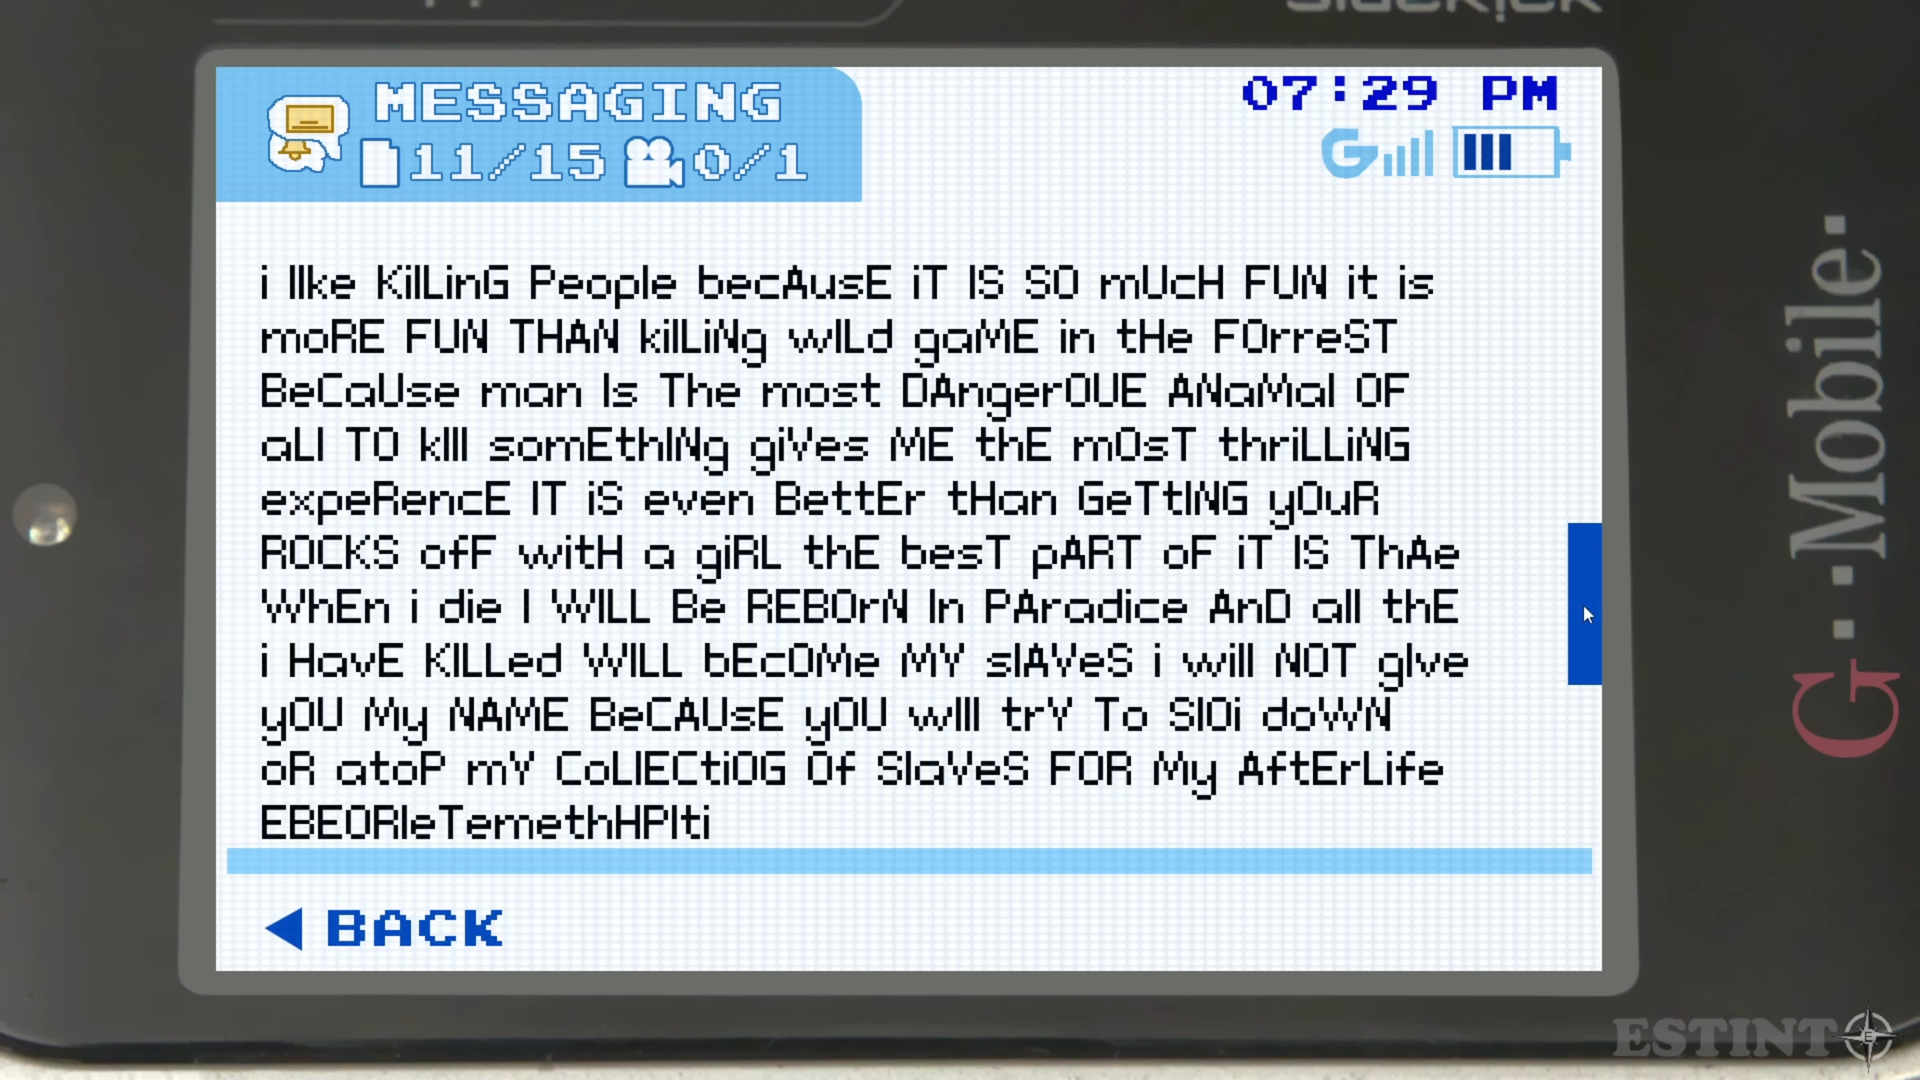 SIDEKICK
MESSAGING
11/15 0/1
07:29 PM
G
i lIke KilLinG People becAusE iT IS SO mUcH FUN it is
moRE FUN THAN kilLiNg wILd gaME in tHe FOrreST
BeCaUse man Is The most DAngerOUE ANaMal OF
aLl TO kIll somEthINg giVes ME thE mOsT thriLLiNG
expeRencE IT iS even BettEr tHan GeTtING yOuR
ROCKS ofF witH a giRL thE besT pART oF iT IS ThAe
WhEn i die I WILL Be REBOrN In PAradice AnD all thE
i HavE KILLed WILL bEcOMe MY slAVeS i will NOT gIve
yOU My NAME BeCAUsE yOU wIll trY To SlOi doWN
oR atoP mY CoLlECtiOG Of SlaVeS FOR My AftErLife
EBEORIeTemethHPIti
BACK
G··Mobile·
ESTINT